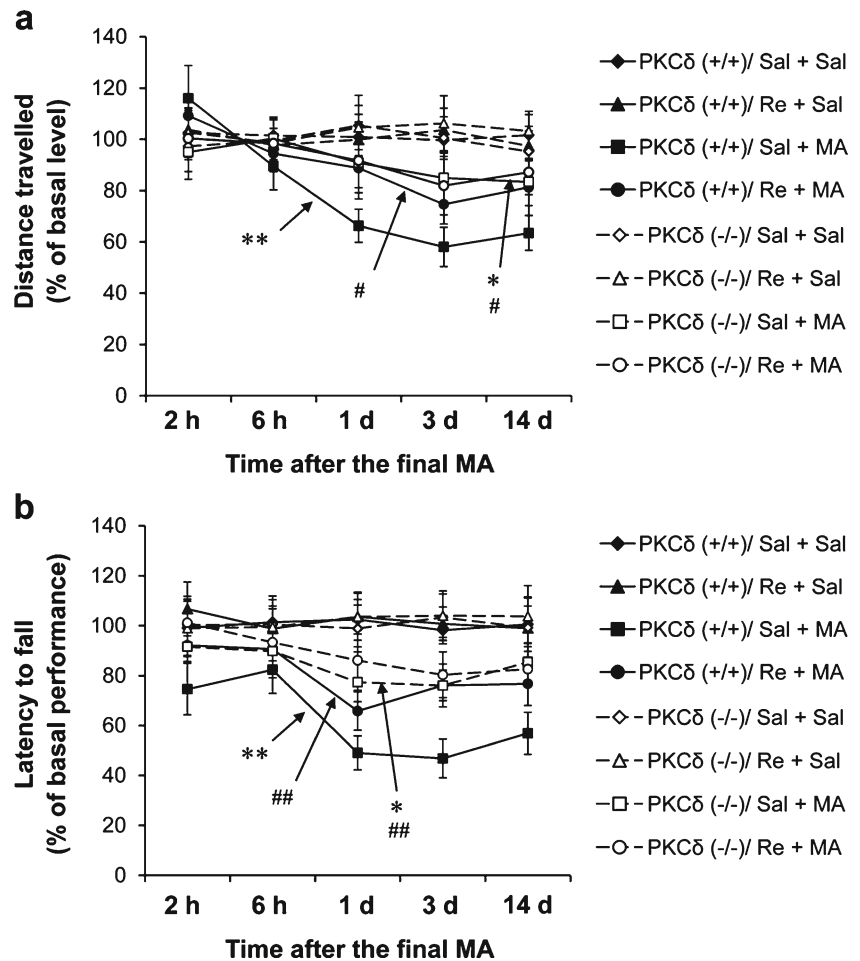 a
Distance travelled
(% of basal level)
140
120
100
80
60
40
20
0
**
#
*
#
2 h 6 h 1 d 3 d 14 d
Time after the final MA
PKCδ (+/+)/ Sal + Sal
PKCδ (+/+)/ Re + Sal
PKCδ (+/+)/ Sal + MA
PKCδ (+/+)/ Re + MA
PKCδ (-/-)/ Sal + Sal
PKCδ (-/-)/ Re + Sal
PKCδ (-/-)/ Sal + MA
PKCδ (-/-)/ Re + MA
b
Latency to fall
(% of basal performance)
140
120
100
80
60
40
20
0
**
##
*
##
2 h 6 h 1 d 3 d 14 d
Time after the final MA
PKCδ (+/+)/ Sal + Sal
PKCδ (+/+)/ Re + Sal
PKCδ (+/+)/ Sal + MA
PKCδ (+/+)/ Re + MA
PKCδ (-/-)/ Sal + Sal
PKCδ (-/-)/ Re + Sal
PKCδ (-/-)/ Sal + MA
PKCδ (-/-)/ Re + MA